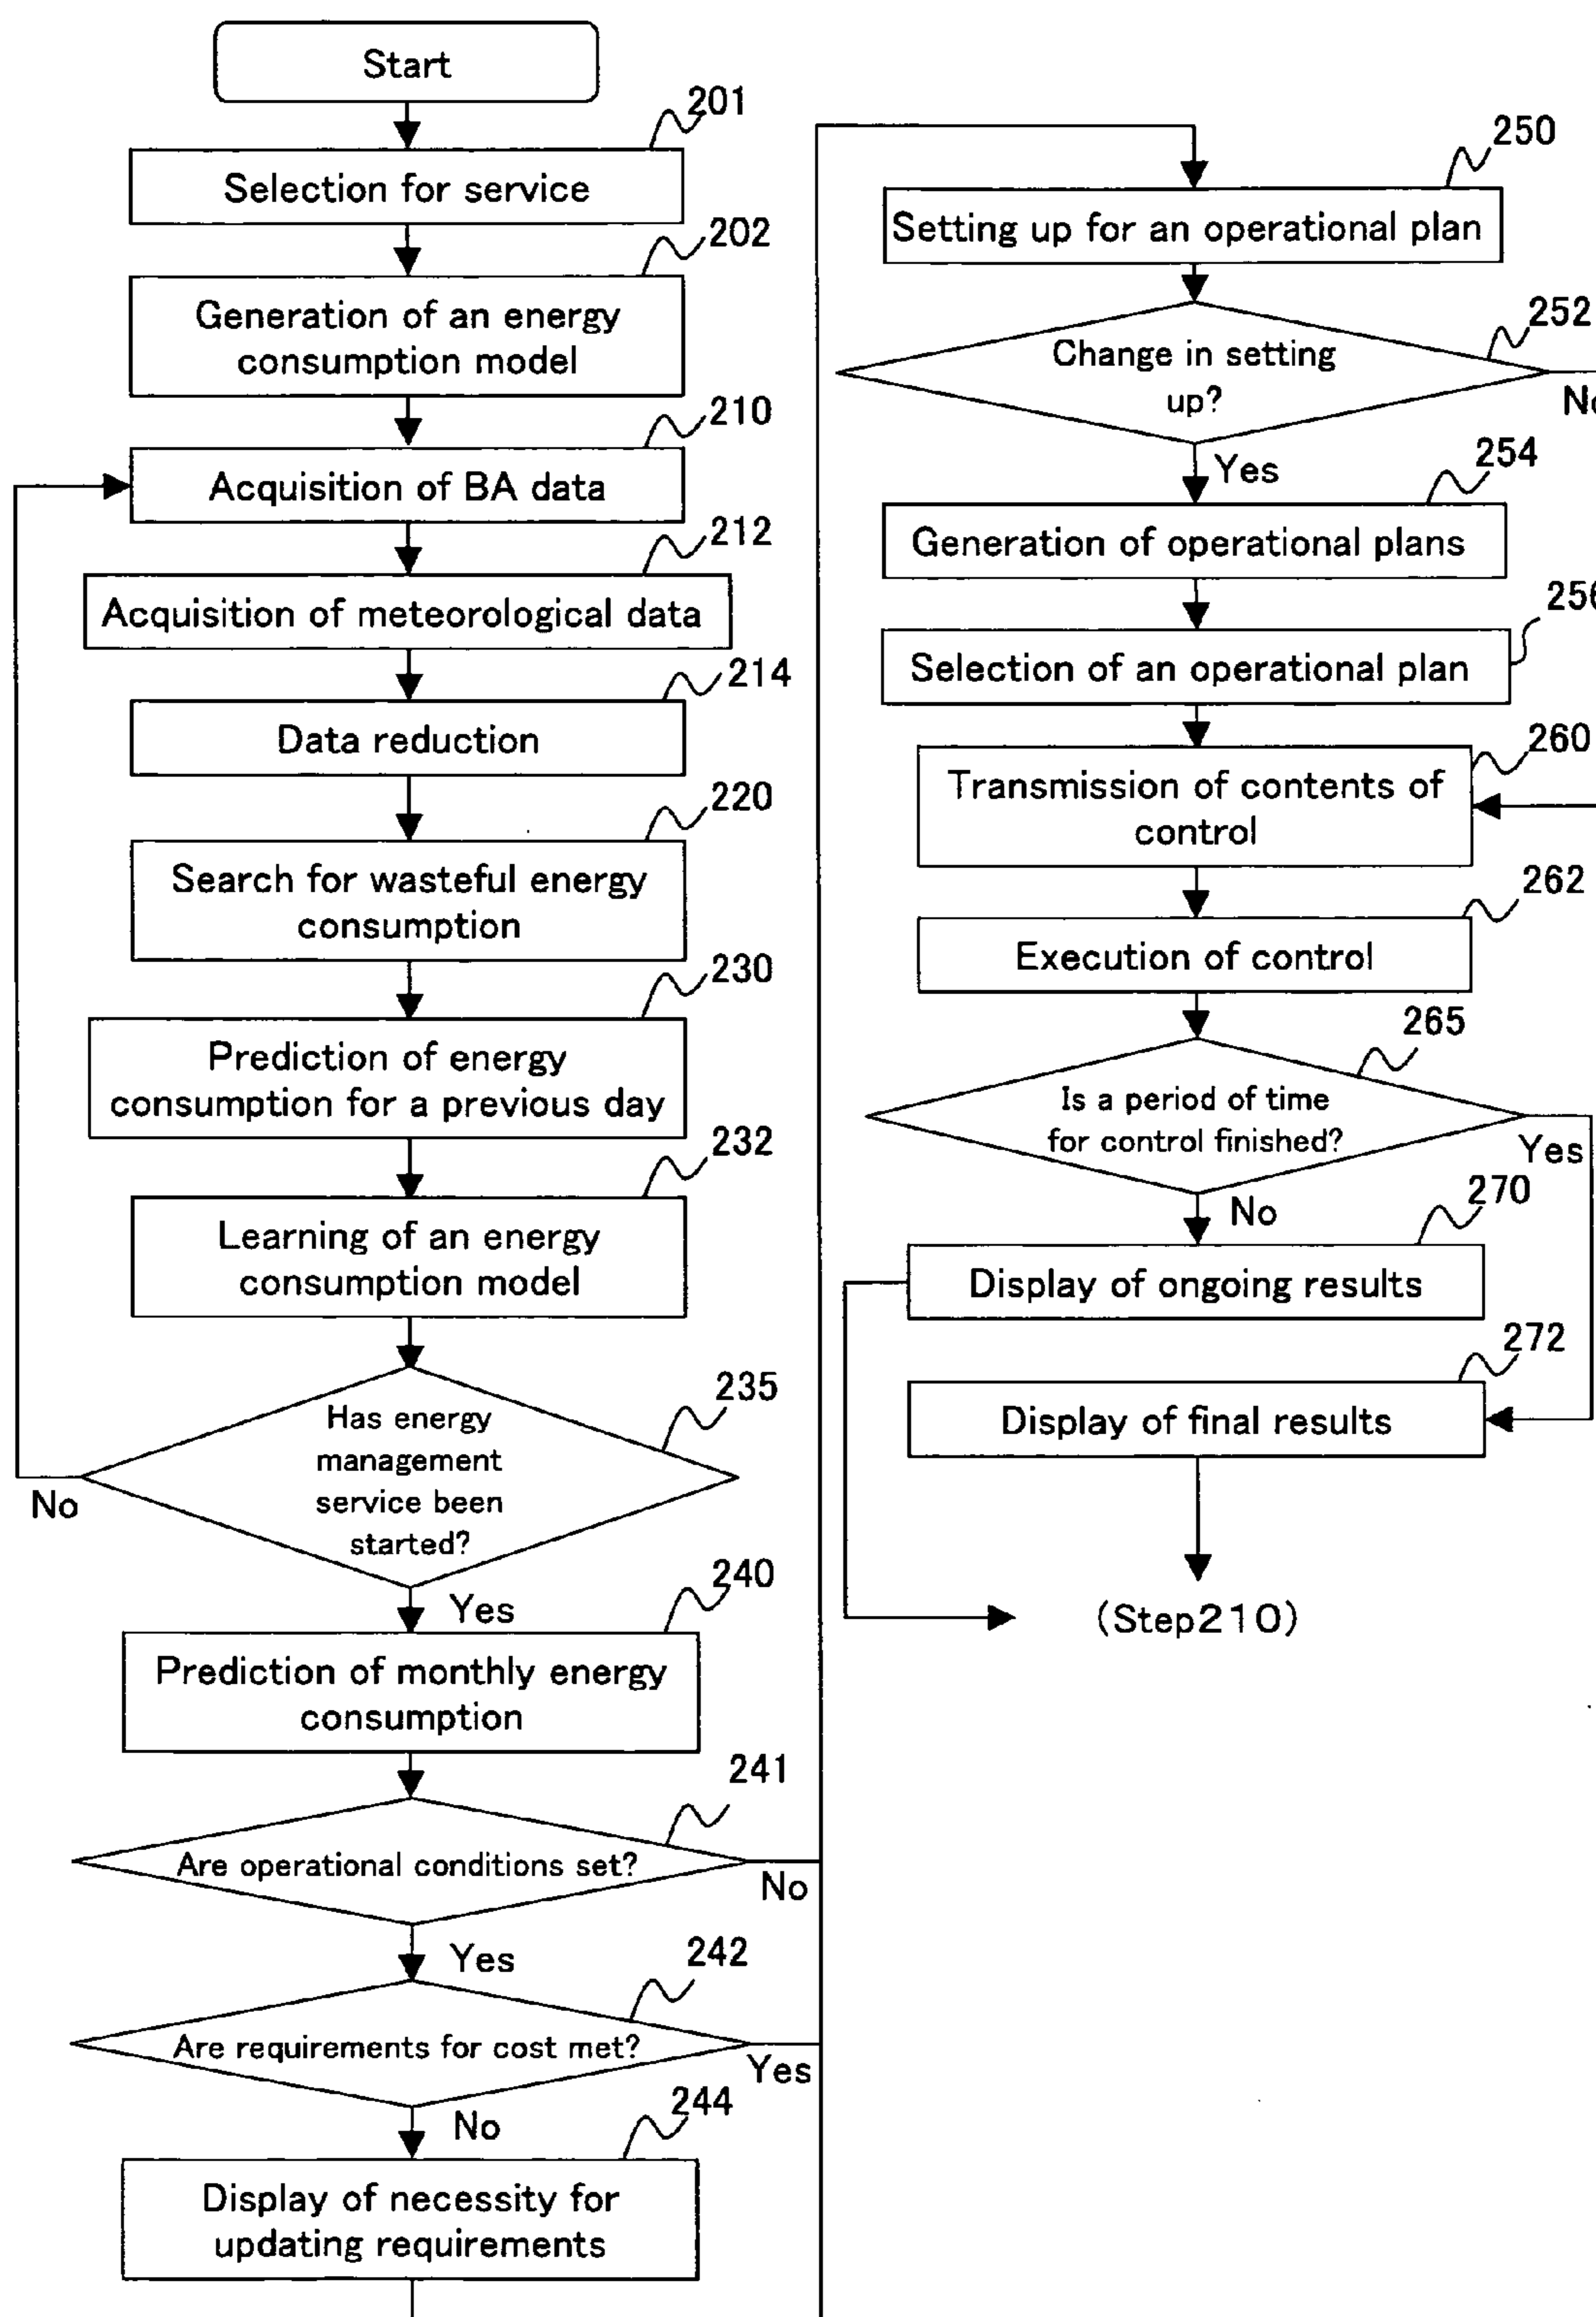 Start
201
Selection for service
202
Generation of an energy
consumption model
210
Acquisition of BA data
212
Acquisition of meteorological data
214
Data reduction
220
Search for wasteful energy
consumption
230
Prediction of energy
consumption for a previous day
232
Learning of an energy
consumption model
235
Has energy
management
service been
started?
No
Yes
240
Prediction of monthly energy
consumption
241
Are operational conditions set?
No
Yes
242
Are requirements for cost met?
Yes
No
244
Display of necessity for
updating requirements
250
Setting up for an operational plan
252
Change in setting
up?
No
Yes
254
Generation of operational plans
256
Selection of an operational plan
260
Transmission of contents of
control
262
Execution of control
265
Is a period of time
for control finished?
Yes
No
270
Display of ongoing results
272
Display of final results
(Step210)